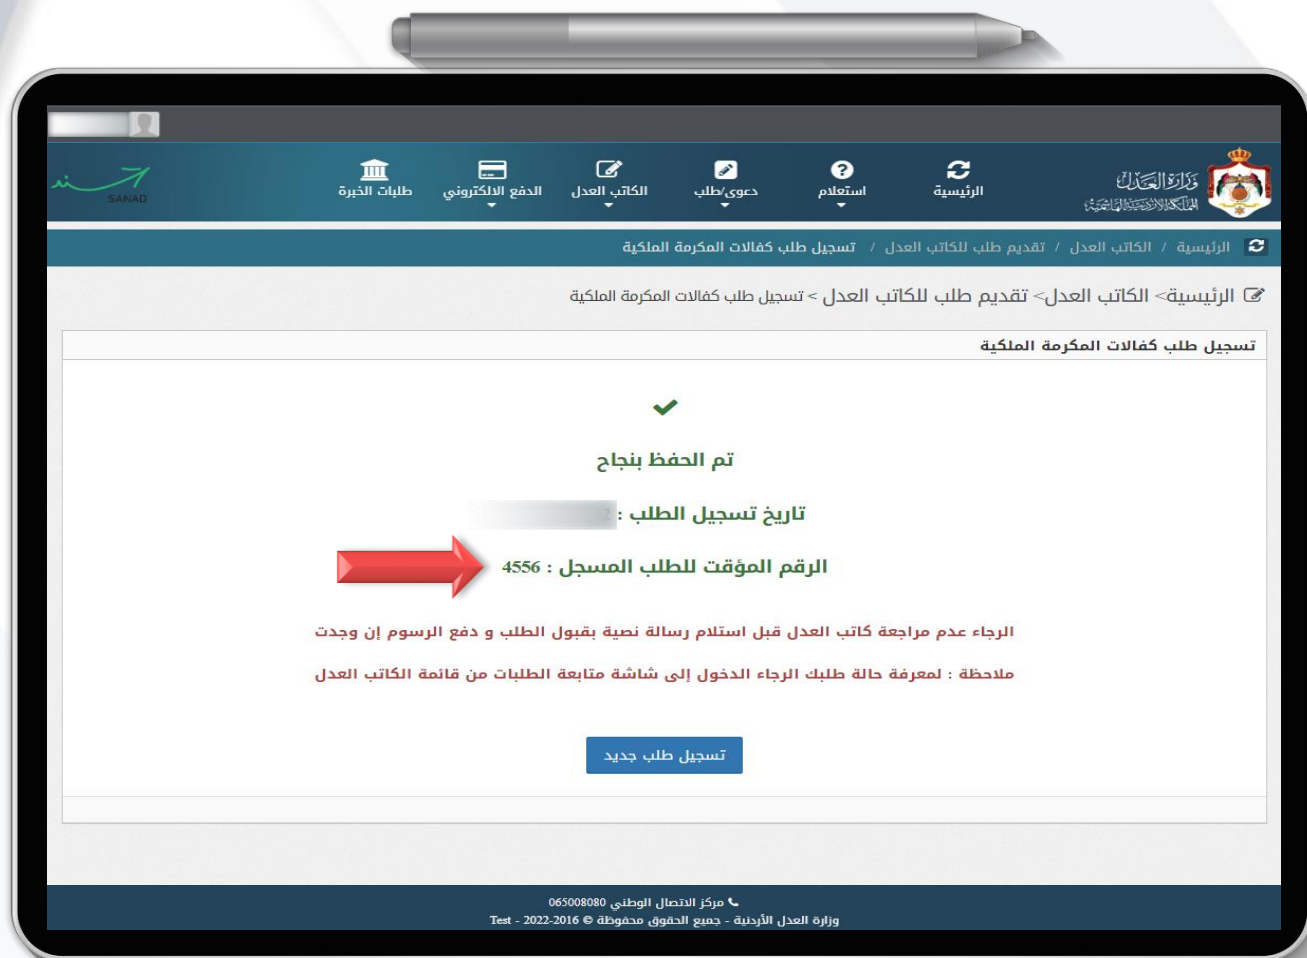 وزارة العدل
المملكة الأردنية الهاشمية
الرئيسية
استعلام
دعوى/طلب
الكاتب العدل
الدفع الالكتروني
طلبات الخبرة
سند
SANAD
الرئيسية / الكاتب العدل / تقديم طلب للكاتب العدل / تسجيل طلب كفالات المكرمة الملكية
الرئيسية> الكاتب العدل> تقديم طلب للكاتب العدل > تسجيل طلب كفالات المكرمة الملكية
تسجيل طلب كفالات المكرمة الملكية
تم الحفظ بنجاح
تاريخ تسجيل الطلب :
الرقم المؤقت للطلب المسجل : 4556
الرجاء عدم مراجعة كاتب العدل قبل استلام رسالة نصية بقبول الطلب و دفع الرسوم إن وجدت
ملاحظة : لمعرفة حالة طلبك الرجاء الدخول إلى شاشة متابعة الطلبات من قائمة الكاتب العدل
تسجيل طلب جديد
مركز الاتصال الوطني 065008080
وزارة العدل الأردنية - جميع الحقوق محفوظة © 2016-2022 - Test